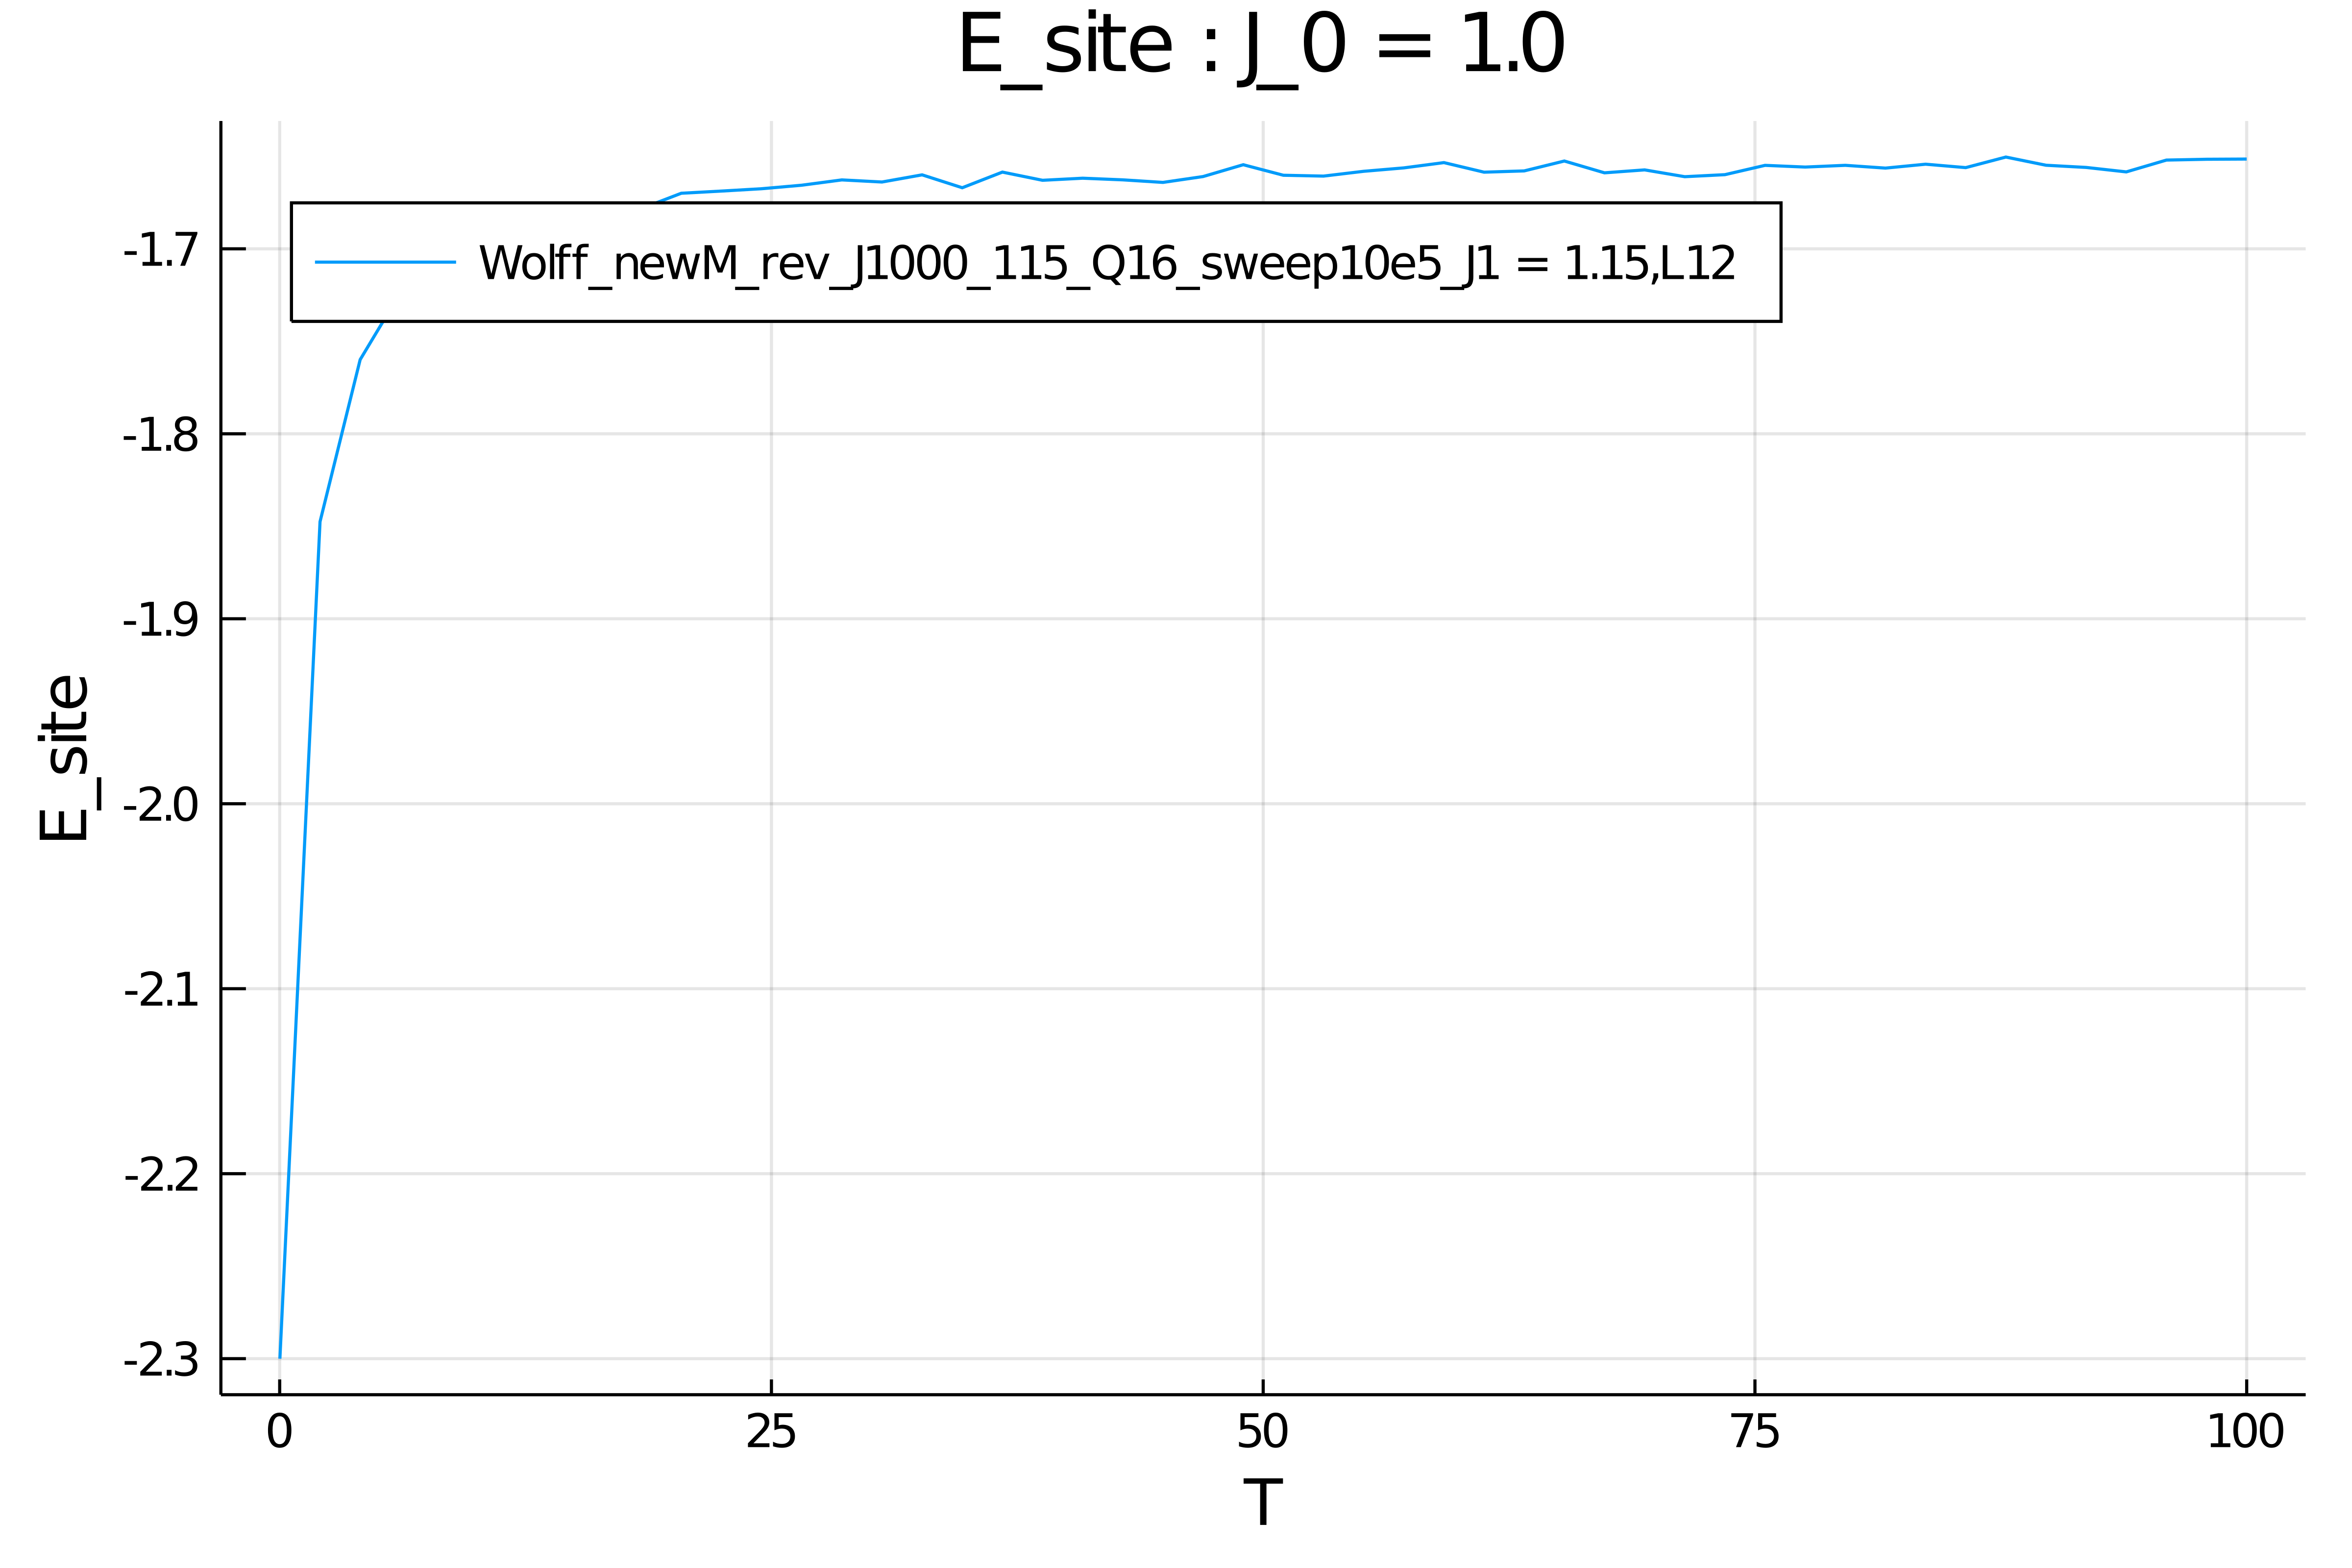 E_site : J_0 = 1.0
Wolff_newM_rev_J1000_115_Q16_sweep10e5_J1 = 1.15,L12
E_site
-1.7
-1.8
-1.9
-2.0
-2.1
-2.2
-2.3
0 25 50 75 100
T